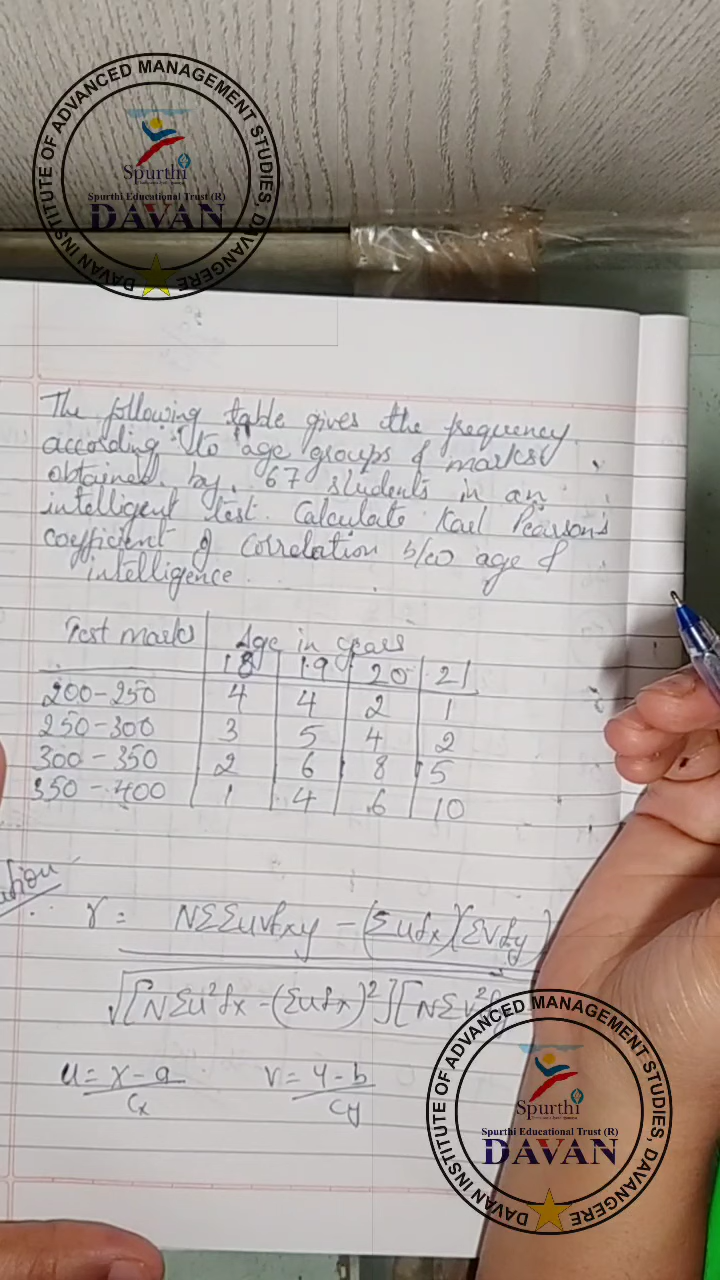 DAVAN INSTITUTE OF ADVANCED MANAGEMENT STUDIES, DAVANGERE
Spurthi
Spurthi Educational Trust (R)
DAVAN
The following table gives the frequency
according to age groups & marks
obtained by 67 students in an
intelligent test. Calculate Karl Pearson's
coefficient of correlation b/w age &
intelligence.
Test marks Age in years
18 19 20 21
200-250 4 4 2 1
250-300 3 5 4 2
300-350 2 6 8 5
350-400 1 4 6 10
r = NΣΣuvfxy - (Σufx)(Σvfy)
√[NΣu²fx-(Σufx)²][NΣv²
u = x-a v = y-b
Cx Cy
DAVAN INSTITUTE OF ADVANCED MANAGEMENT STUDIES, DAVANGERE
Spurthi
Spurthi Educational Trust (R)
DAVAN